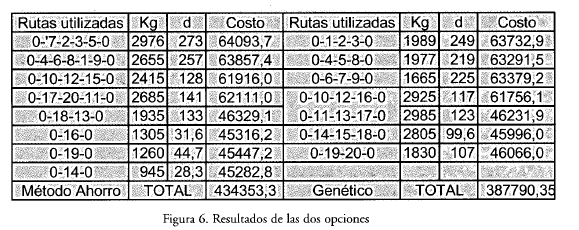 Rutas utilizadas Kg d Costo Rutas utilizadas Kg d Costo
0-'7-2-3-5-0 2976 273 64093,7 0-1-2-3-0 1989 249 63732,9
0-4-6-8-1-9-0 2655 257 63857,4 0-4-5-8-0 1977 219 63291,5
0-10-12-15-0 2415 128 61916,0 0-6-7-9-0 1665 225 63379,2
0-17-20-11-0 2685 141 62111,0 0-10-12-16-0 2925 117 61756,1
0-18-13-0 1935 133 46329,1 0-11-13-17-0 2985 123 46231,9
0-16-0 1305 31,6 45316,2 0-14-15-18-0 2805 99,6 45996,0
0-19-0 1260 44,7 45447,2 0-19-20-0 1830 107 46066,0
0-14-0 945 28,3 45282,8
Método Ahorro TOTAL 434353,3 Genético TOTAL 387790,35
Figura 6. Resultados de las dos opciones